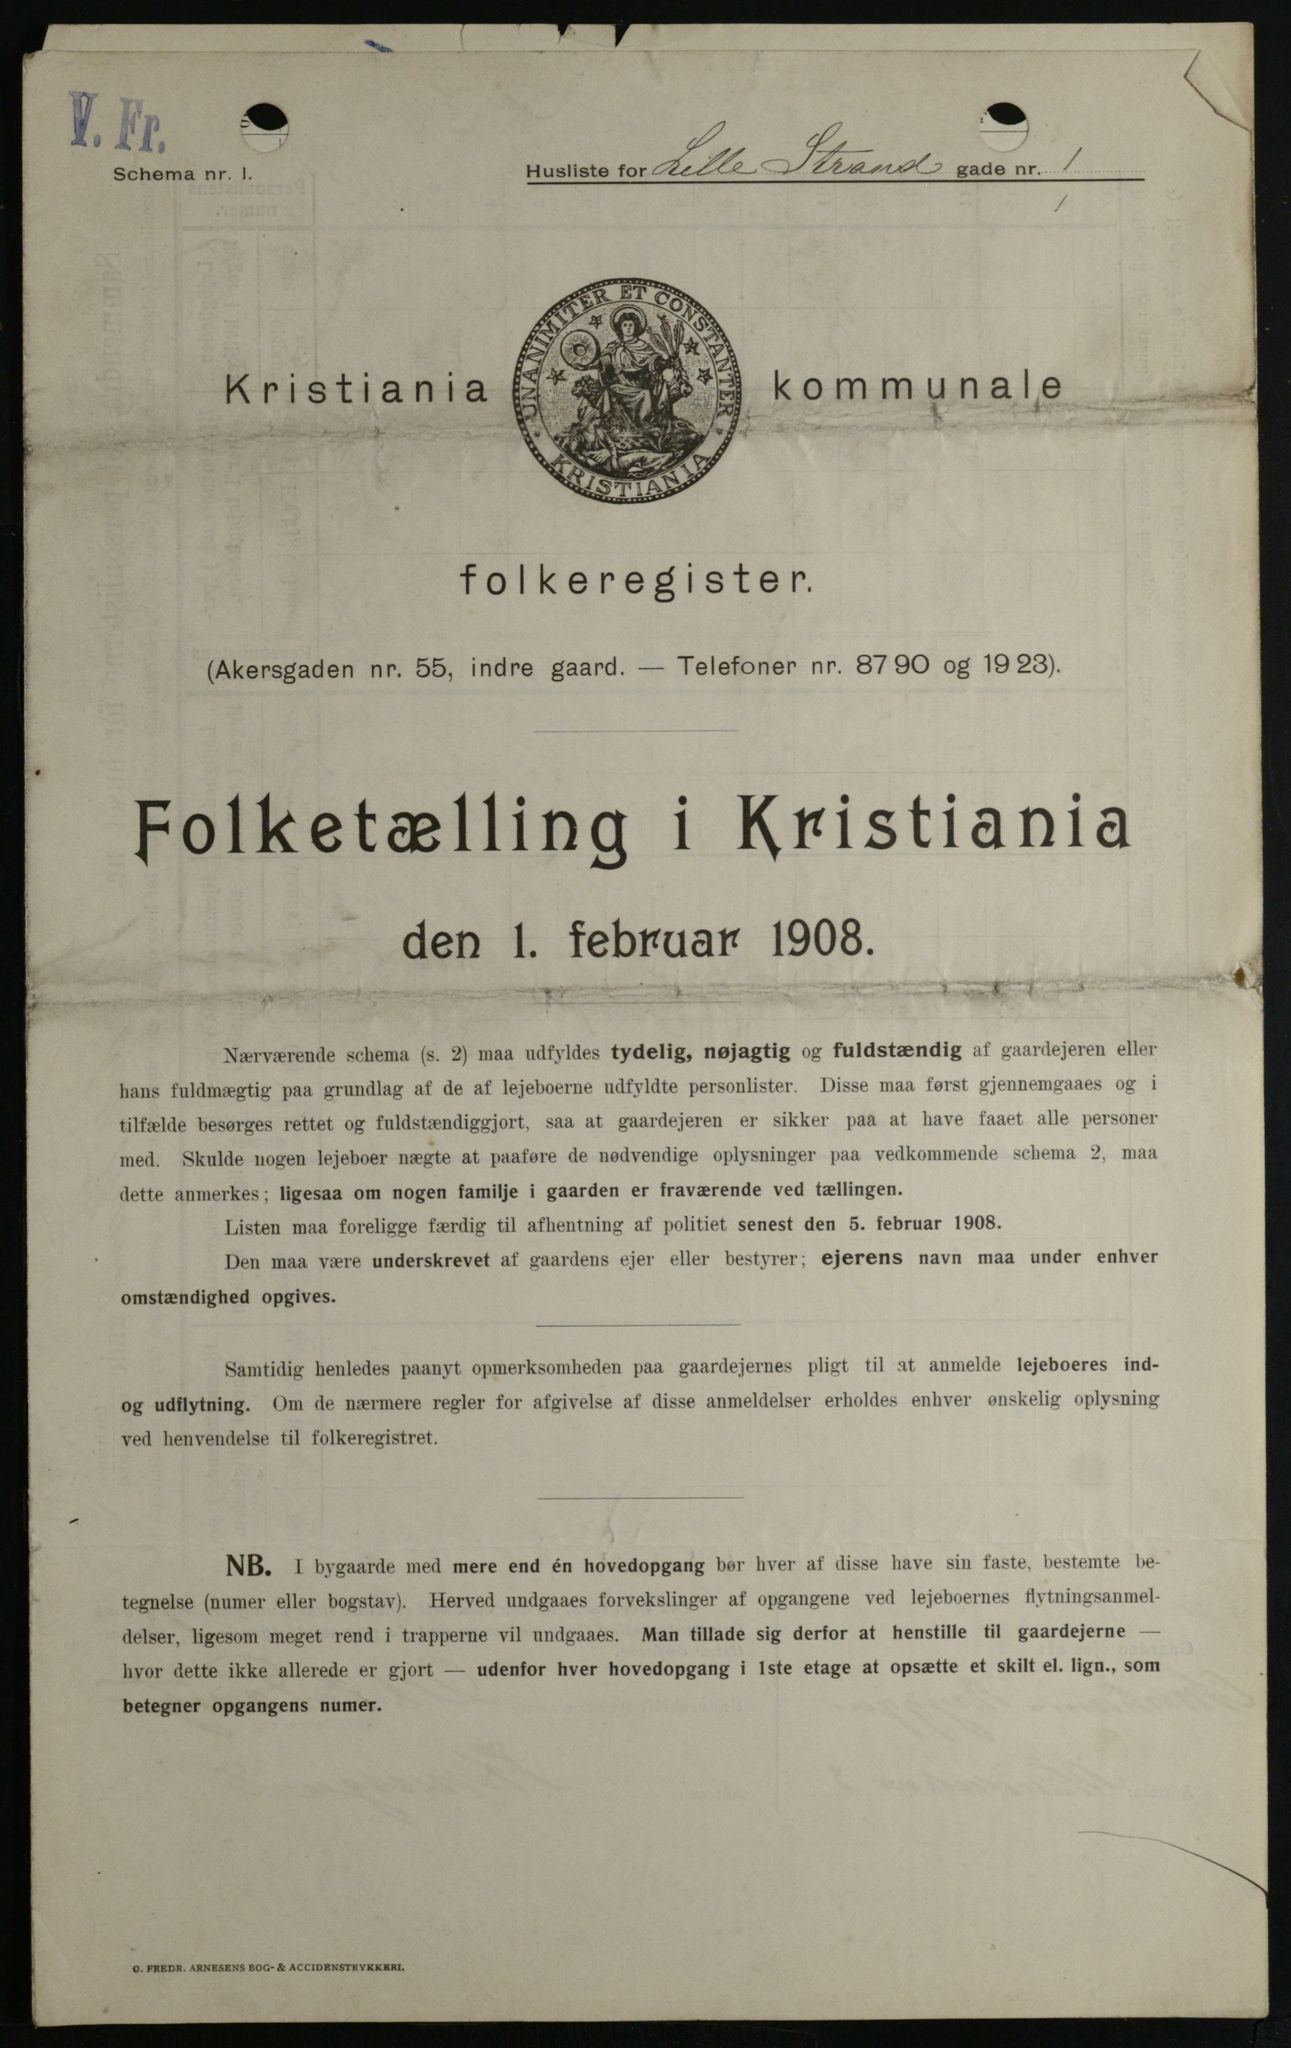 V. Fr.
Schema nr. 1.
Husliste for Lille Strand gade nr. 1
1
Kristiania kommunale
UNANIMITER ET CONSTANTER
KRISTIANIA
folkeregister.
(Akersgaden nr. 55, indre gaard. — Telefoner nr. 8790 og 1923).
Folketælling i Kristiania
den 1. februar 1908.
Nærværende schema (s. 2) maa udfyldes tydelig, nøjagtig og fuldstændig af gaardejeren eller
hans fuldmægtig paa grundlag af de af lejeboerne udfyldte personlister. Disse maa først gjennemgaaes og i
tilfælde besørges rettet og fuldstændiggjort, saa at gaardejeren er sikker paa at have faaet alle personer
med. Skulde nogen lejeboer nægte at paaføre de nødvendige oplysninger paa vedkommende schema 2, maa
dette anmerkes; ligesaa om nogen familje i gaarden er fraværende ved tællingen.
Listen maa foreligge færdig til afhentning af politiet senest den 5. februar 1908.
Den maa være underskrevet af gaardens ejer eller bestyrer; ejerens navn maa under enhver
omstændighed opgives.
Samtidig henledes paanyt opmerksomheden paa gaardejernes pligt til at anmelde lejeboeres ind-
og udflytning. Om de nærmere regler for afgivelse af disse anmeldelser erholdes enhver ønskelig oplysning
ved henvendelse til folkeregistret.
NB. I bygaarde med mere end én hovedopgang bør hver af disse have sin faste, bestemte be-
tegnelse (numer eller bogstav). Herved undgaaes forvekslinger af opgangene ved lejeboernes flytningsanmel-
delser, ligesom meget rend i trapperne vil undgaaes. Man tillade sig derfor at henstille til gaardejerne —
hvor dette ikke allerede er gjort — udenfor hver hovedopgang i 1ste etage at opsætte et skilt el. lign., som
betegner opgangens numer.
O. FREDR. ARNESENS BOG- & ACCIDENSTRYKKERI.